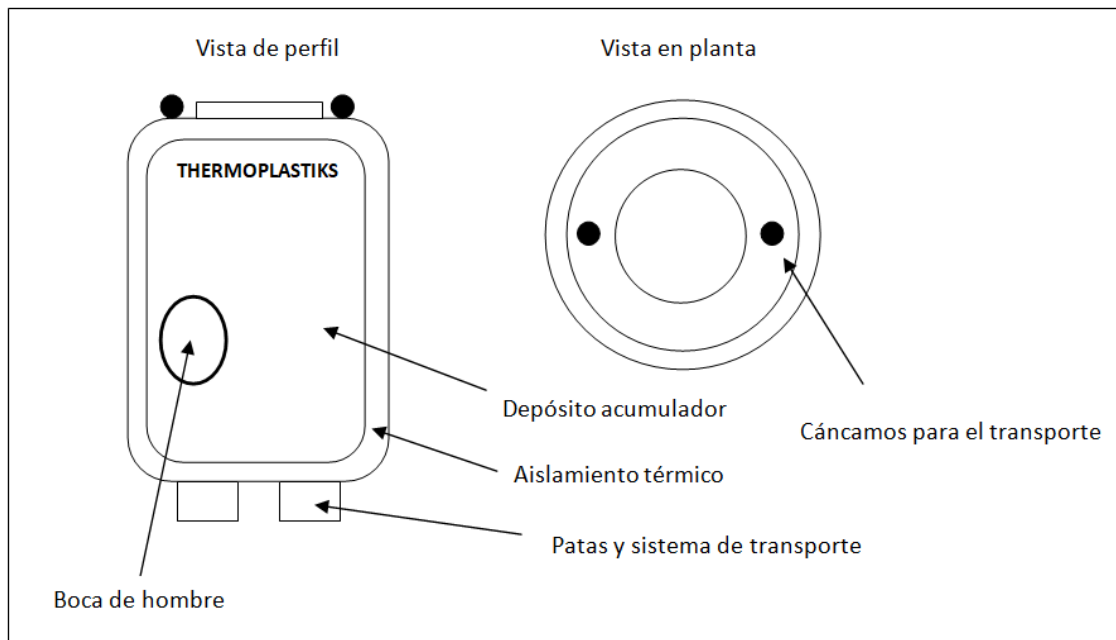 Vista de perfil
Vista en planta
THERMOPLASTIKS
Depósito acumulador
Cáncamos para el transporte
Aislamiento térmico
Patas y sistema de transporte
Boca de hombre